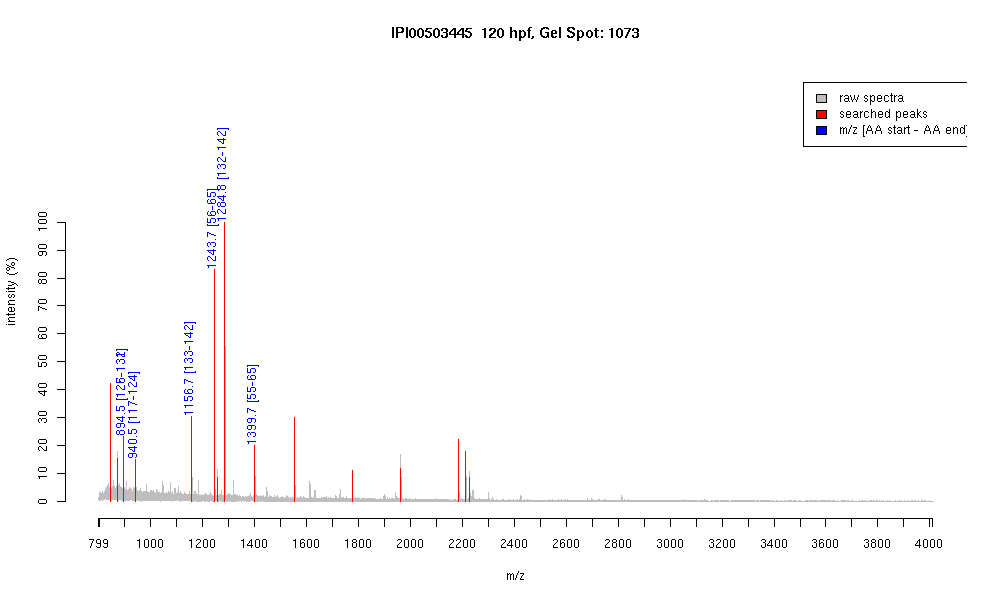 IPI00503445 120 hpf, Gel Spot: 1073
raw spectra
searched peaks
m/z [AA start - AA end]
intensity (%)
0
10
20
30
40
50
60
70
80
90
100
894.5
940.5 [117-124]
1156.7 [133-142]
1243.7 [56-65]
1284.8 [132-142]
1399.7 [55-65]
799 1000 1200 1400 1600 1800 2000 2200 2400 2600 2800 3000 3200 3400 3600 3800 4000
m/z